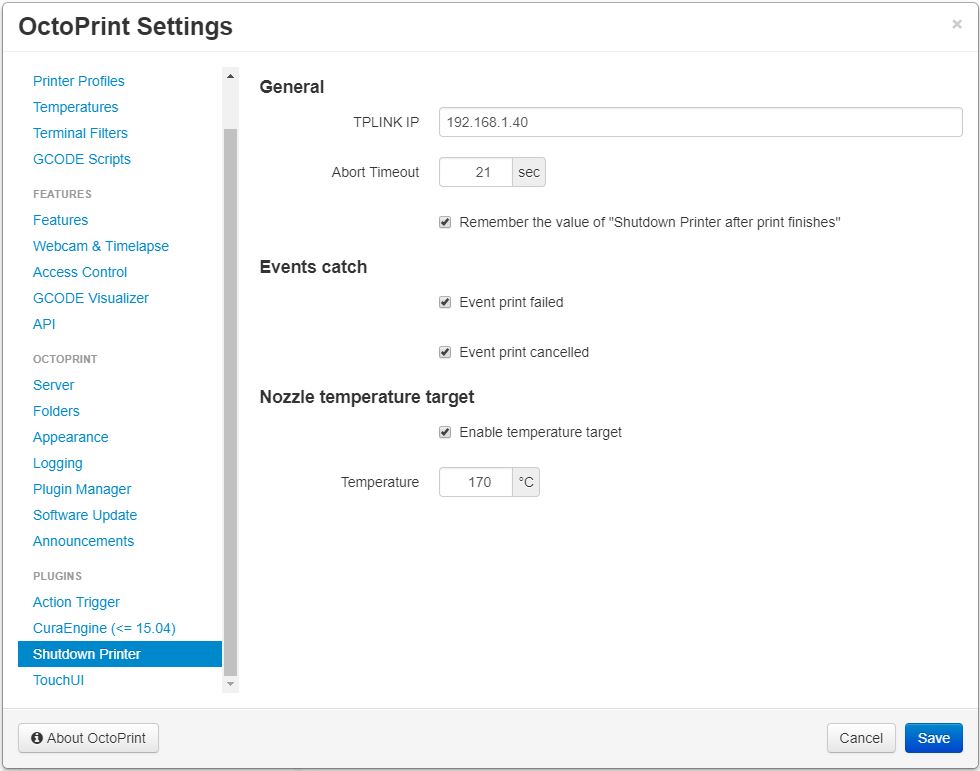 OctoPrint Settings
×
Printer Profiles
Temperatures
Terminal Filters
GCODE Scripts
FEATURES
Features
Webcam & Timelapse
Access Control
GCODE Visualizer
API
OCTOPRINT
Server
Folders
Appearance
Logging
Plugin Manager
Software Update
Announcements
PLUGINS
Action Trigger
CuraEngine (<= 15.04)
Shutdown Printer
TouchUI
General
TPLINK IP 192.168.1.40
Abort Timeout 21 sec
Remember the value of "Shutdown Printer after print finishes"
Events catch
Event print failed
Event print cancelled
Nozzle temperature target
Enable temperature target
Temperature 170 °C
About OctoPrint
Cancel Save